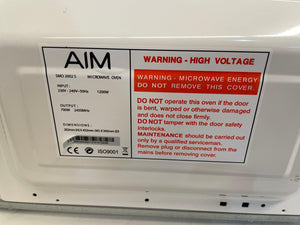 AIM
SMO 2002 S MICROWAVE OVEN
INPUT:
230V - 240V~50Hz 1200W
OUTPUT:
700W 2450MHz
DIMENSIONS:
ISO9001
WARNING - HIGH VOLTAGE
WARNING - MICROWAVE ENERGY
DO NOT REMOVE THIS COVER.
DO NOT operate this oven if the door
is bent, warped or otherwise damaged
and does not close firmly.
DO NOT tamper with the door safety
interlocks.
MAINTENANCE should be carried out
only by a qualified serviceman.
Remove plug or disconnect from the
mains before removing cover.